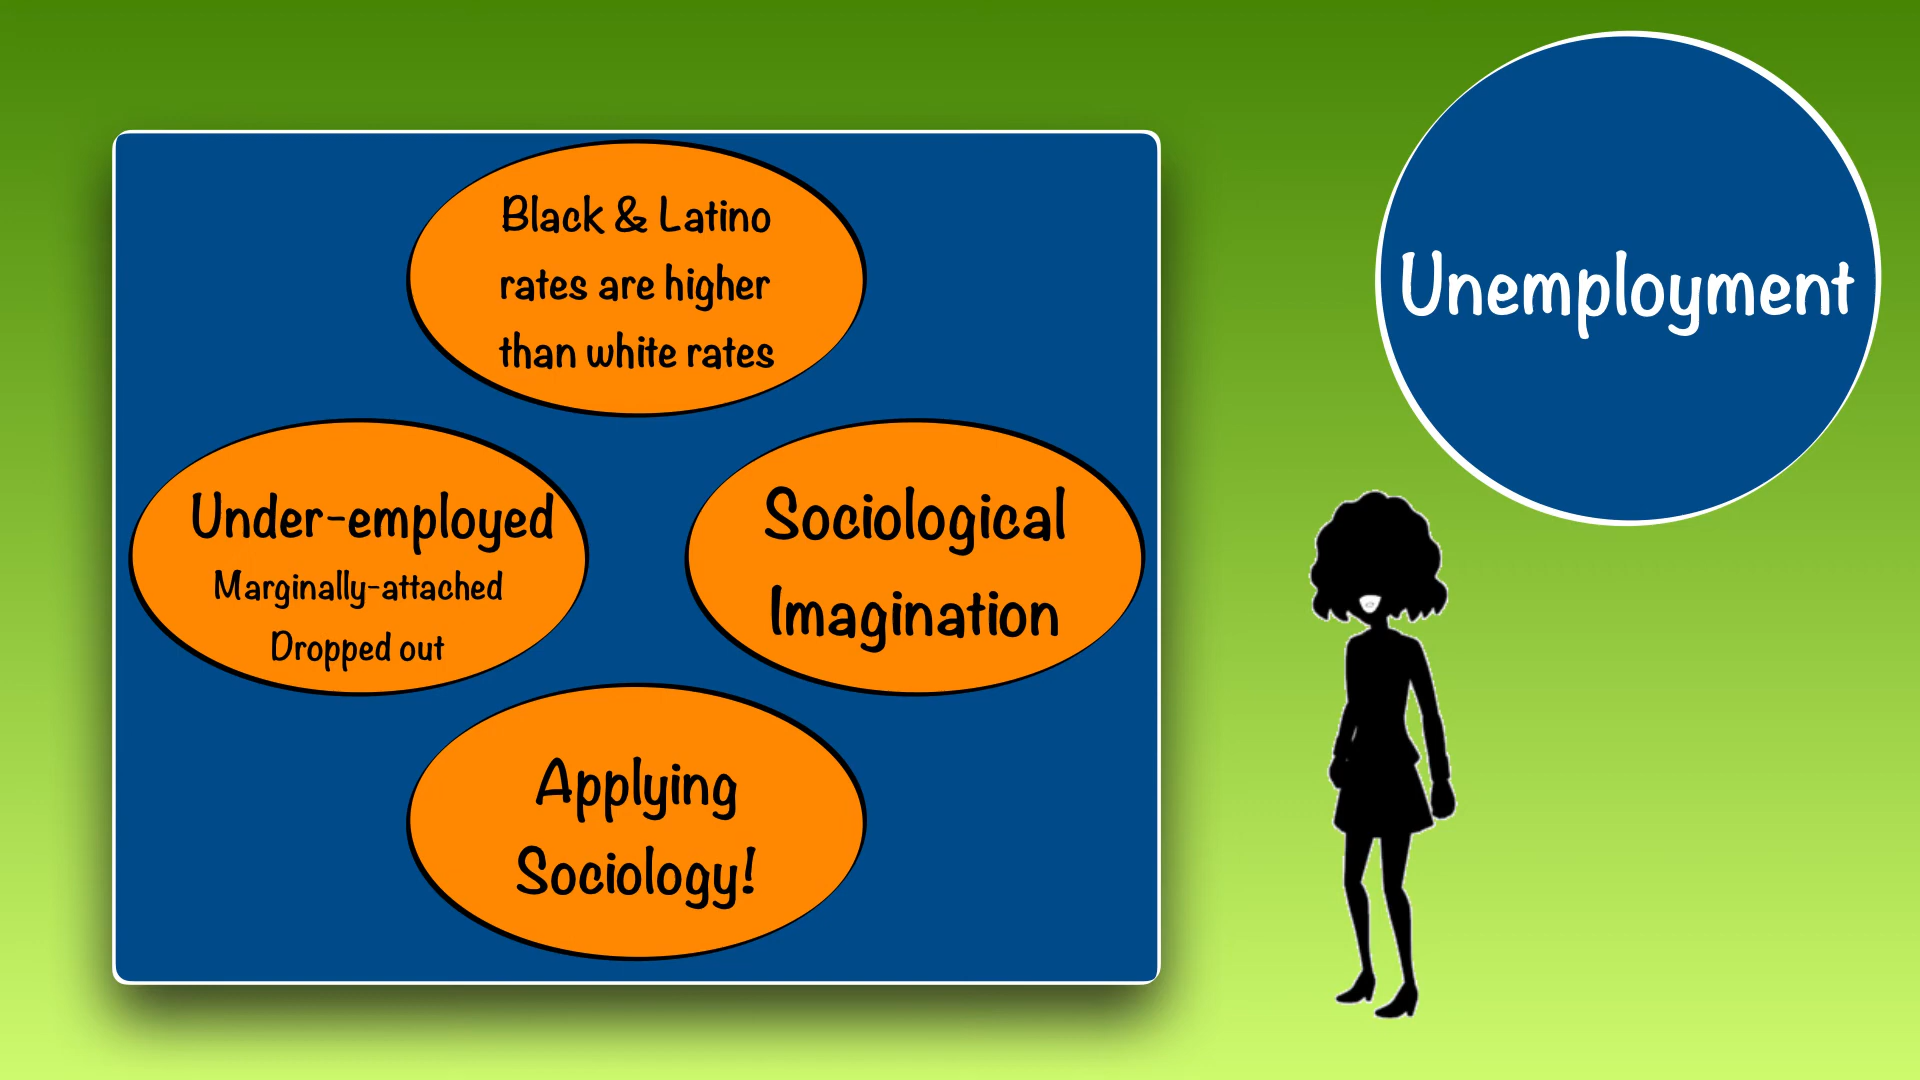 Unemployment
Black & Latino
rates are higher
than white rates
Under-employed
Marginally-attached
Dropped out
Sociological
Imagination
Applying
Sociology!